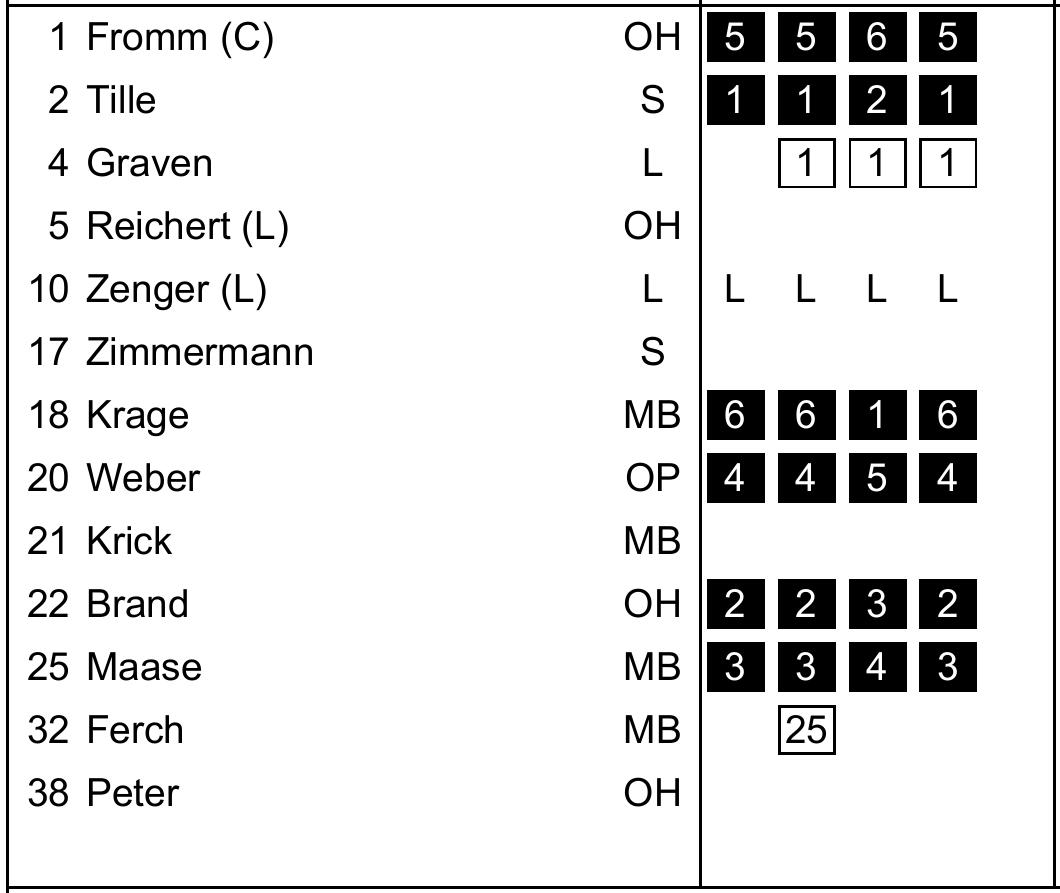 1 Fromm (C) OH 5 5 6 5
2 Tille S 1 1 2 1
4 Graven L 1 1 1
5 Reichert (L) OH
10 Zenger (L) L L L L L
17 Zimmermann S
18 Krage MB 6 6 1 6
20 Weber OP 4 4 5 4
21 Krick MB
22 Brand OH 2 2 3 2
25 Maase MB 3 3 4 3
32 Ferch MB 25
38 Peter OH